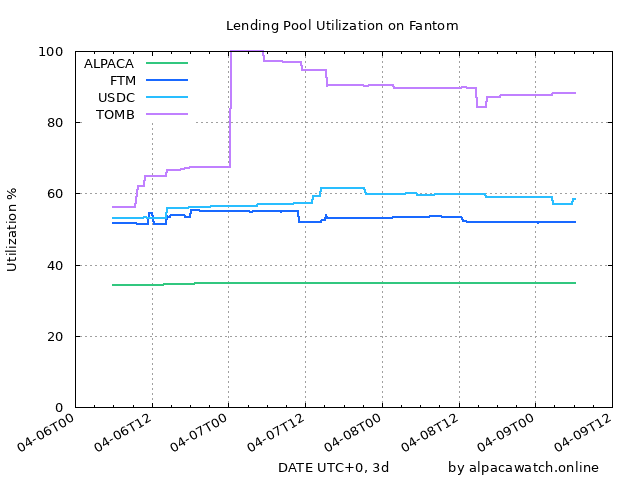 Lending Pool Utilization on Fantom
Utilization %
100
80
60
40
20
0
ALPACA
FTM
USDC
TOMB
04-06T00
04-06T12
04-07T00
04-07T12
04-08T00
04-08T12
04-09T00
04-09T12
DATE UTC+0, 3d
by alpacawatch.online